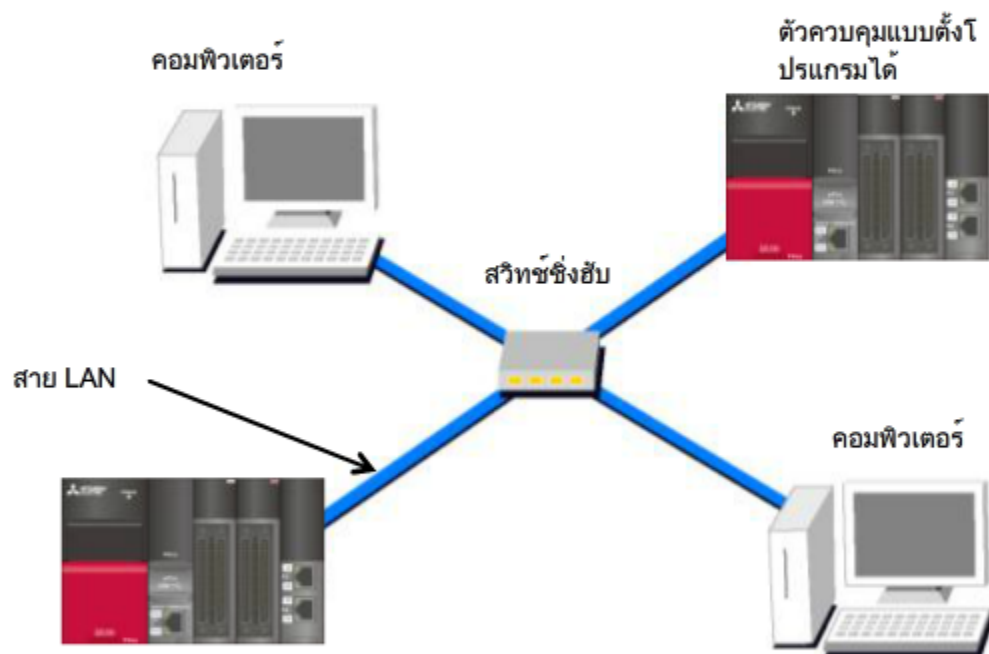 ตัวควบคุมแบบตั้งโ
ปรแกรมได้
คอมพิวเตอร์
สวิทช์ชิ่งฮับ
สาย LAN
คอมพิวเตอร์